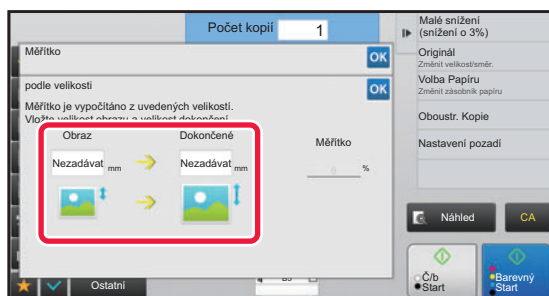 Počet kopií 1
Měřítko OK
podle velikosti OK
Měřítko je vypočítáno z uvedených velikostí.
Vložte velikost obrazu a velikost dokončení.
Obraz Dokončené Měřítko
Nezadávat mm Nezadávat mm 0 %
Malé snížení
(snížení o 3%)
Originál
Změnit velikost/směr.
Volba Papíru
Změnit zásobník papíru
Oboustr. Kopie
Nastavení pozadí
Náhled CA
Č/b
Start
Barevný
Start
Ostatní